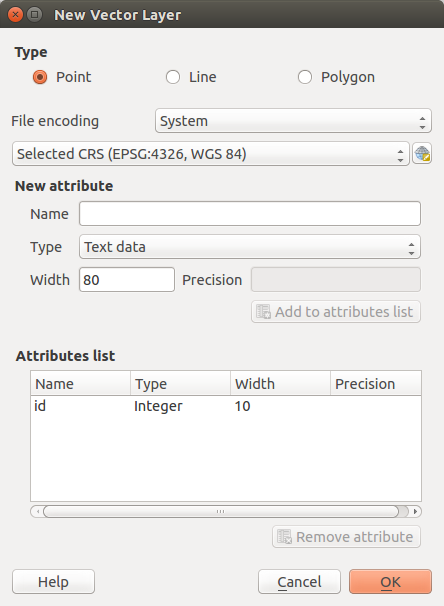 New Vector Layer
Type
Point Line Polygon
File encoding System
Selected CRS (EPSG:4326, WGS 84)
New attribute
Name
Type Text data
Width 80 Precision
Add to attributes list
Attributes list
Name Type Width Precision
id Integer 10
Remove attribute
Help Cancel OK